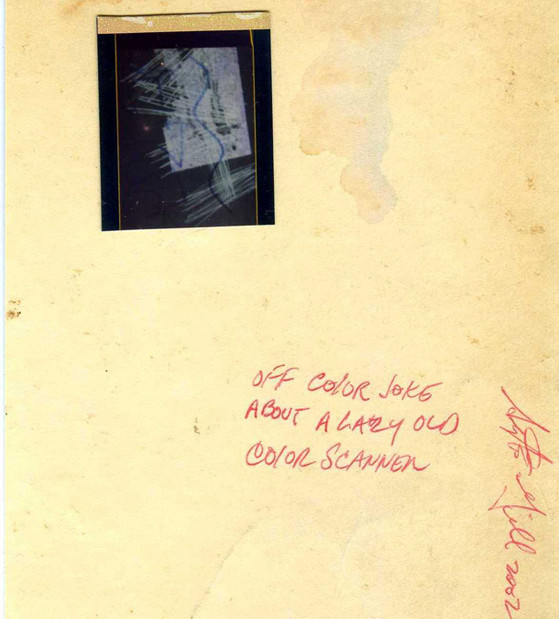 OFF COLOR JOKE
ABOUT A LAZY OLD
COLOR SCANNER
2002